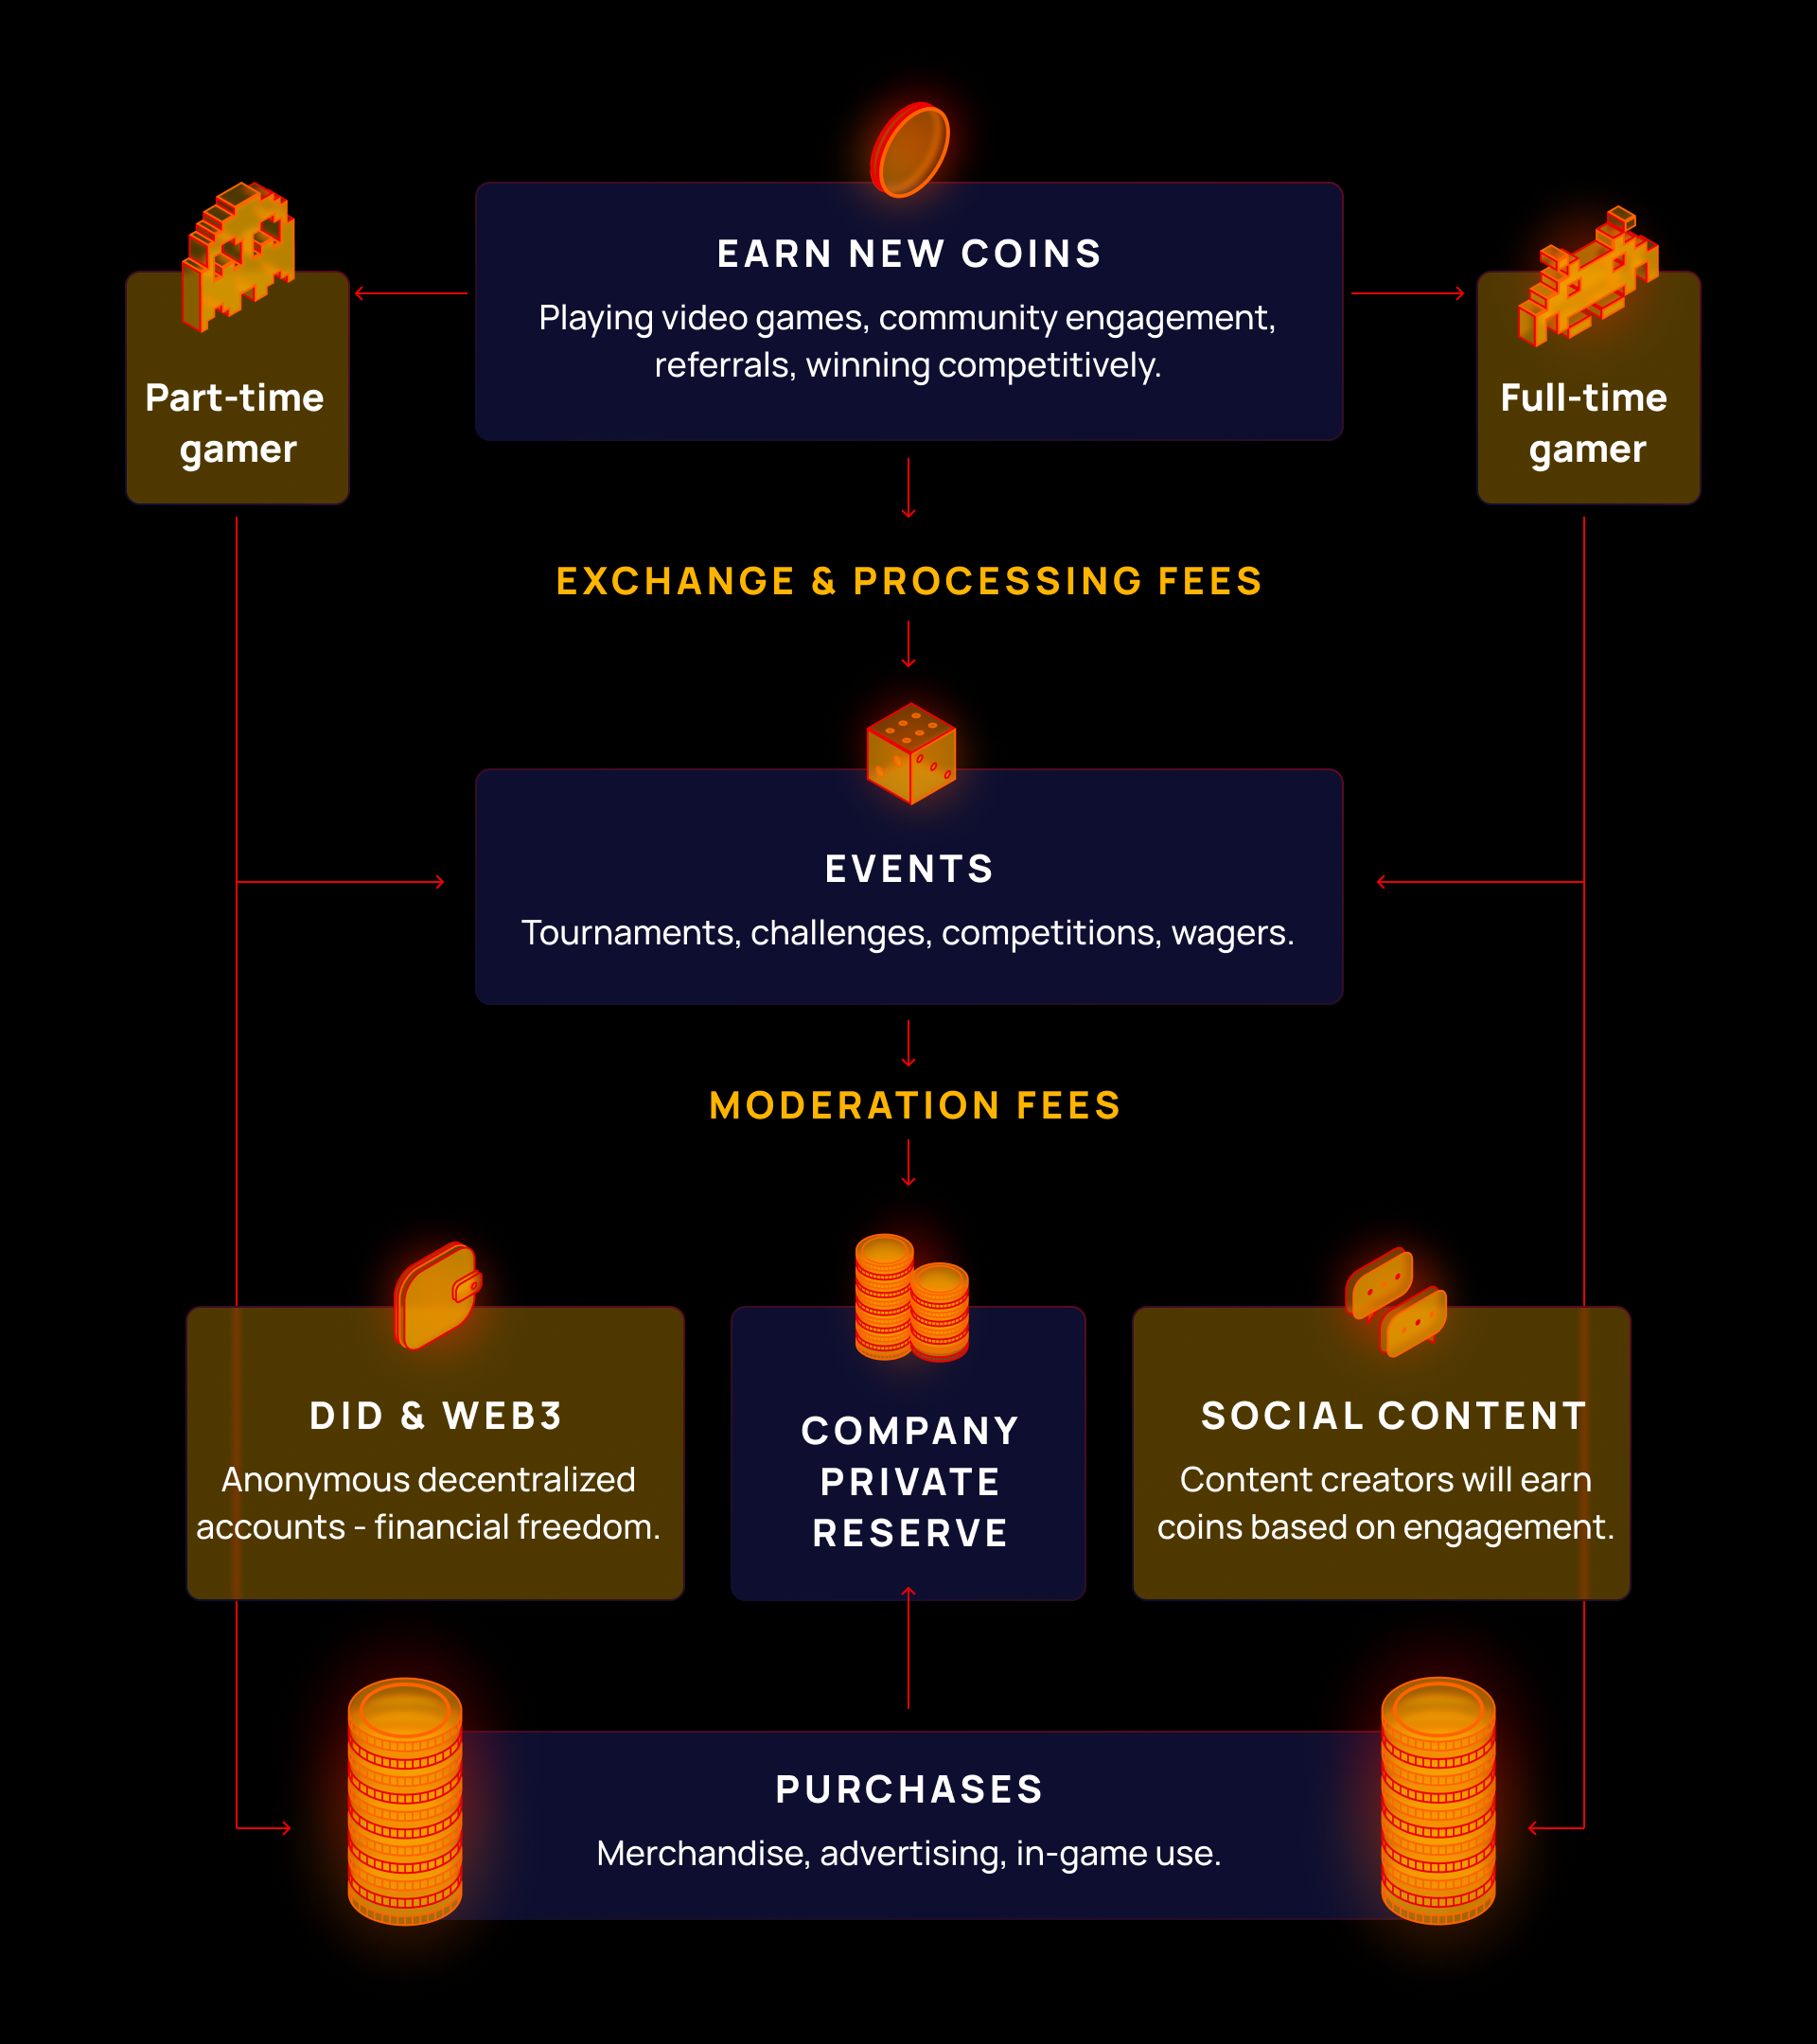 EARN NEW COINS
Playing video games, community engagement,
referrals, winning competitively.
Part-time
gamer
Full-time
gamer
EXCHANGE & PROCESSING FEES
EVENTS
Tournaments, challenges, competitions, wagers.
MODERATION FEES
DID & WEB3
Anonymous decentralized
accounts - financial freedom.
COMPANY
PRIVATE
RESERVE
SOCIAL CONTENT
Content creators will earn
coins based on engagement.
PURCHASES
Merchandise, advertising, in-game use.